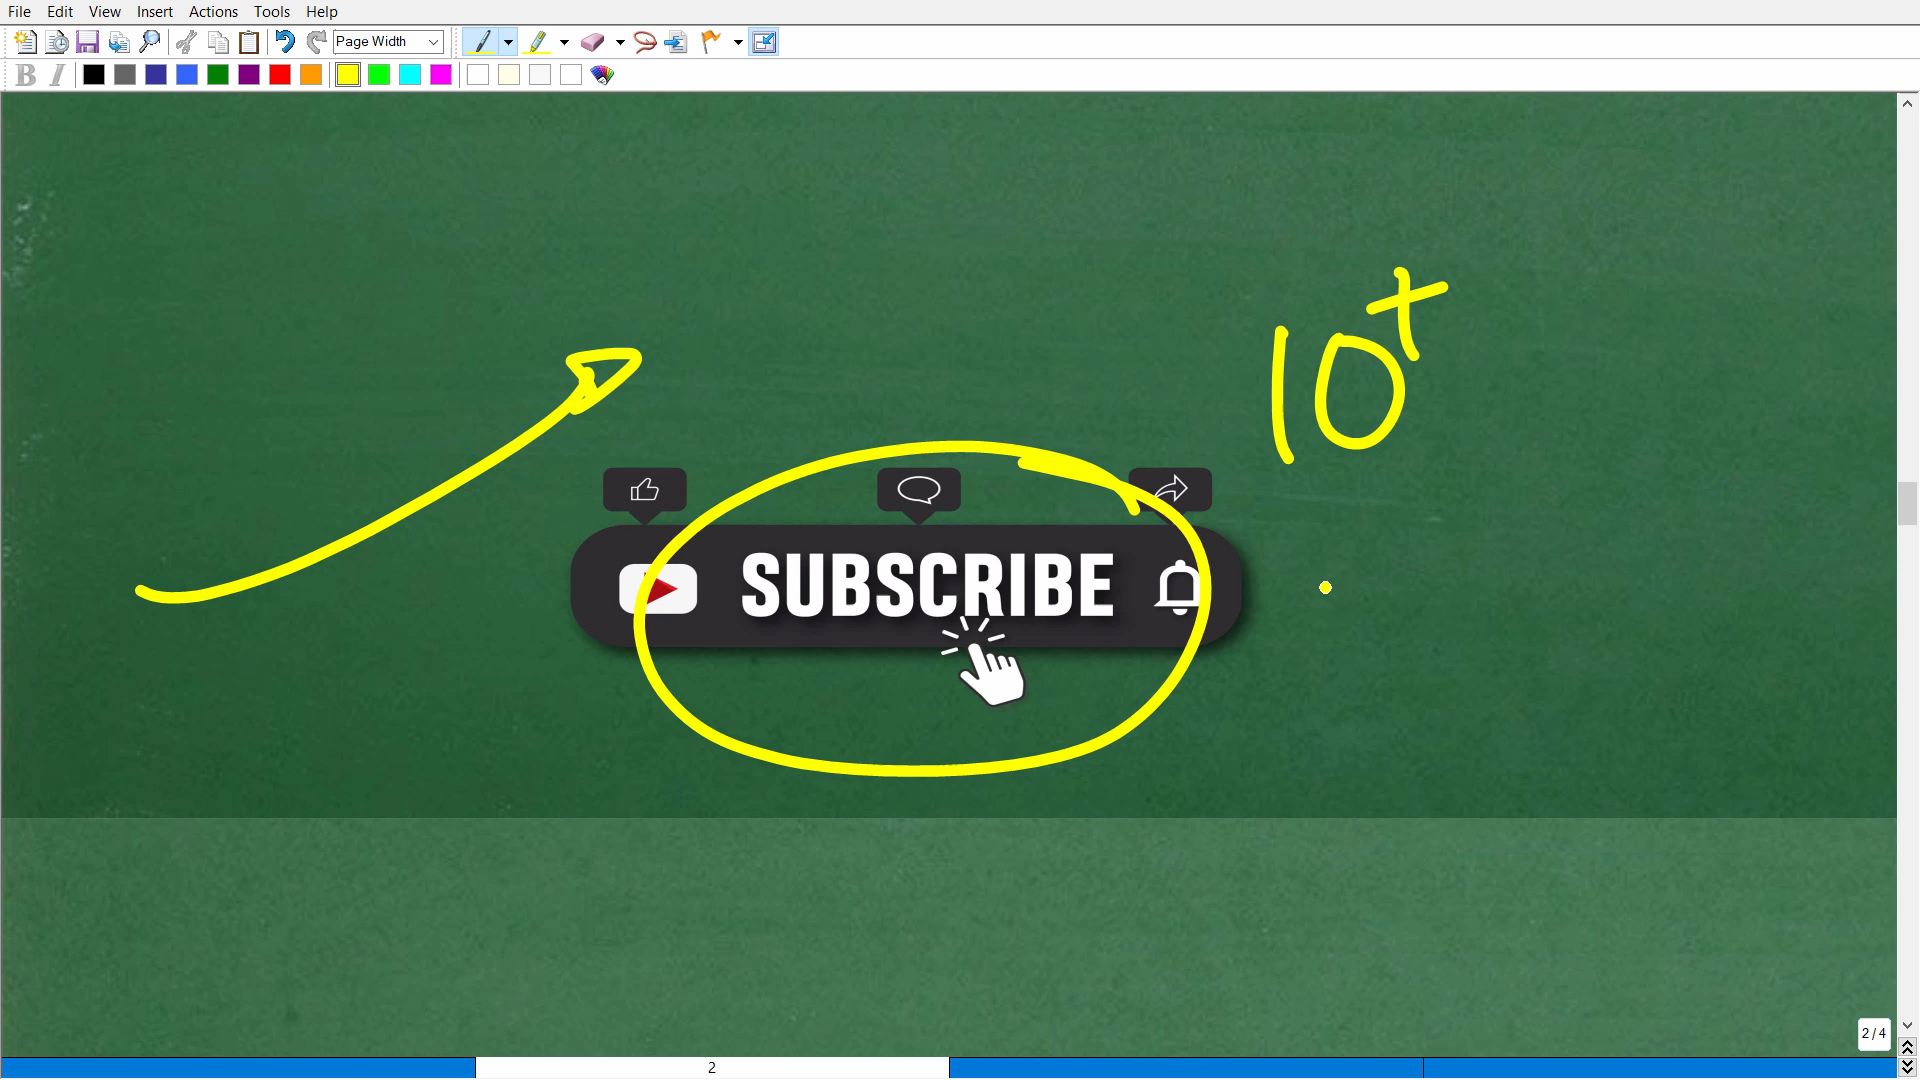 File Edit View Insert Actions Tools Help
Page Width
B I
10+
SUBSCRIBE
2 / 4
2